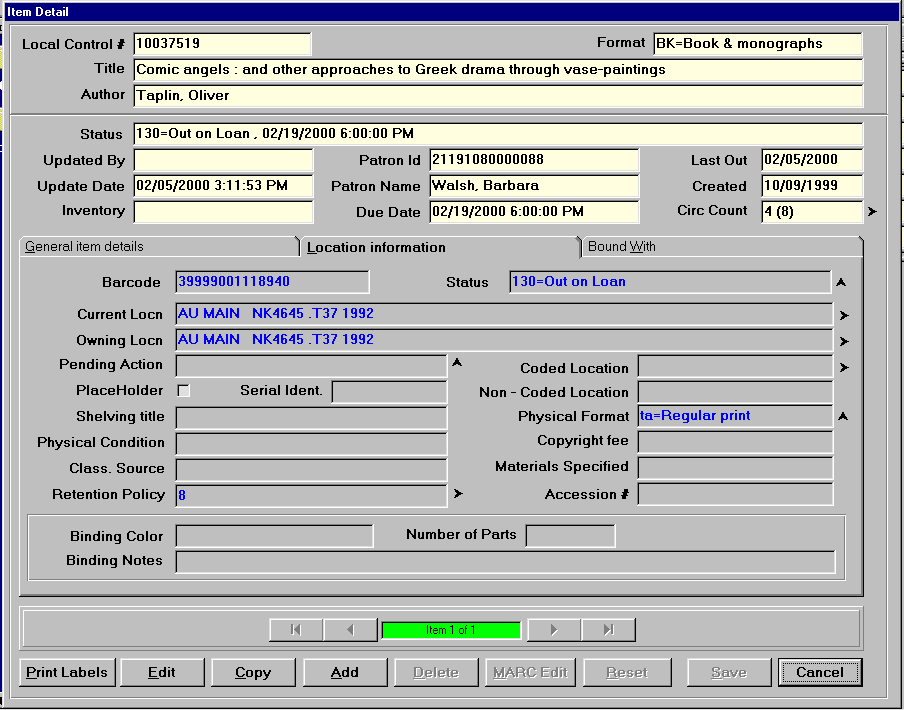 Item Detail
Local Control # 10037519 Format BK=Book & monographs
Title Comic angels : and other approaches to Greek drama through vase-paintings
Author Taplin, Oliver
Status 130=Out on Loan , 02/19/2000 6:00:00 PM
Updated By Patron Id 21191080000088 Last Out 02/05/2000
Update Date 02/05/2000 3:11:53 PM Patron Name Walsh, Barbara Created 10/09/1999
Inventory Due Date 02/19/2000 6:00:00 PM Circ Count 4 (8)
General item details Location information Bound With
Barcode 39999001118940 Status 130=Out on Loan
Current Locn AU MAIN NK4645 .T37 1992
Owning Locn AU MAIN NK4645 .T37 1992
Pending Action Coded Location
PlaceHolder Serial Ident. Non - Coded Location
Shelving title Physical Format ta=Regular print
Physical Condition Copyright fee
Class. Source Materials Specified
Retention Policy 8 Accession #
Binding Color Number of Parts
Binding Notes
Item 1 of 1
Print Labels Edit Copy Add Delete MARC Edit Reset Save Cancel